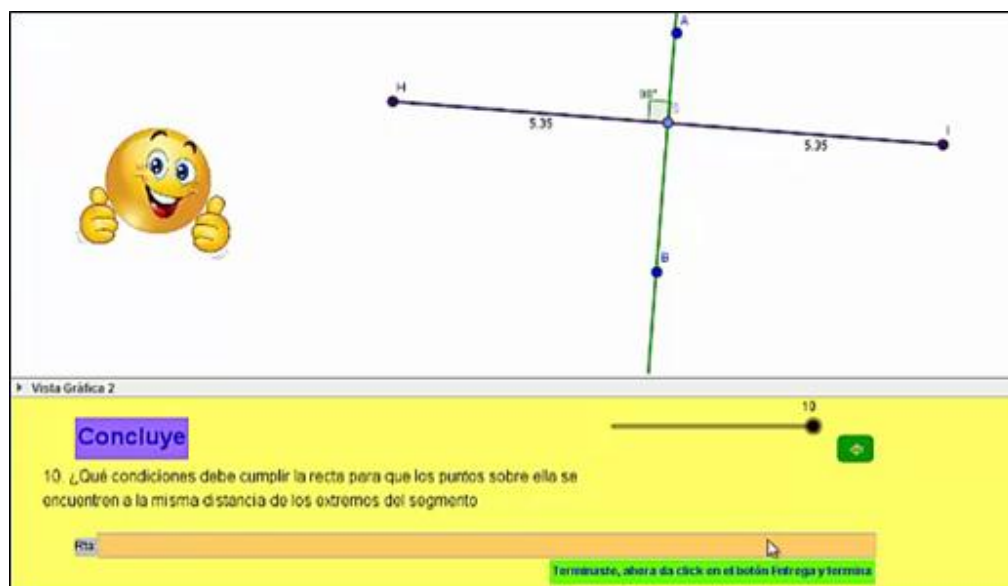 A
H
90°
5.35
I
5.35
B
Vista Gráfica 2
10
Concluye
10. ¿Qué condiciones debe cumplir la recta para que los puntos sobre ella se
encuentren a la misma distancia de los extremos del segmento
Rta:
Terminaste, ahora da click en el botón Entrega y termina